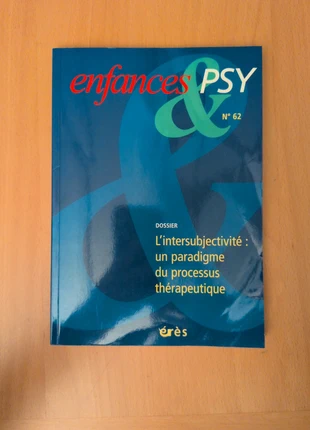 enfances & PSY
N° 62
DOSSIER
L'intersubjectivité :
un paradigme
du processus
thérapeutique
érès